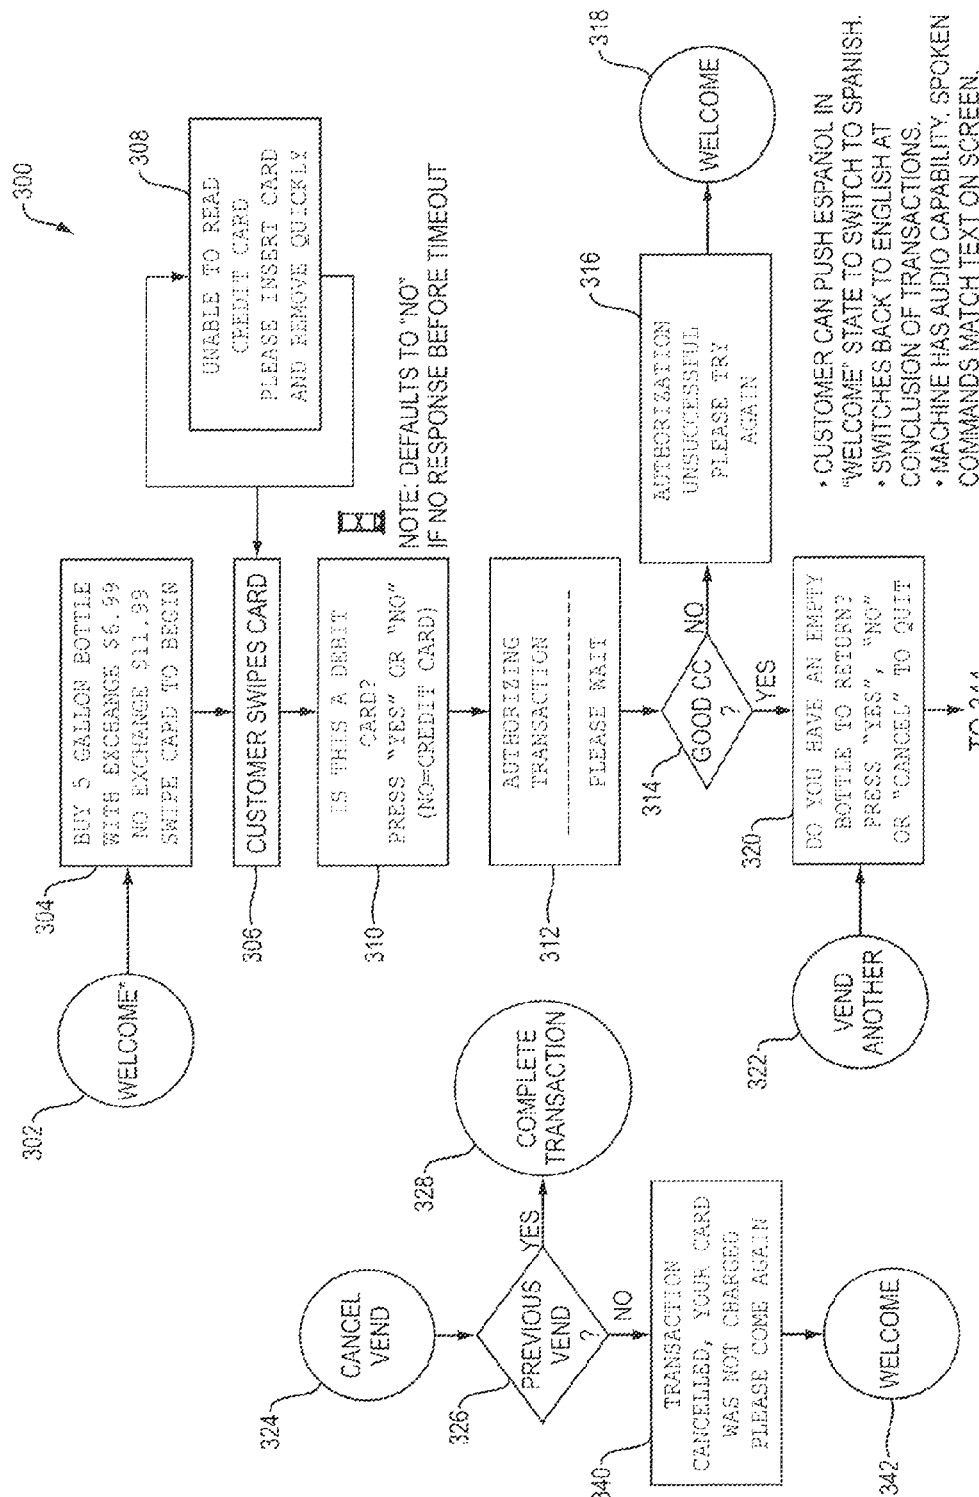 300
302
WELCOME*
304
BUY 5 GALLON BOTTLE
WITH EXCHANGE $6.99
NO EXCHANGE $11.99
SWIPE CARD TO BEGIN
306
CUSTOMER SWIPES CARD
308
UNABLE TO READ
CREDIT CARD
PLEASE INSERT CARD
AND REMOVE QUICKLY
310
IS THIS A DEBIT
CARD?
PRESS "YES" OR "NO"
(NO=CREDIT CARD)
NOTE: DEFAULTS TO "NO"
IF NO RESPONSE BEFORE TIMEOUT
312
AUTHORIZING
TRANSACTION
PLEASE WAIT
314
GOOD CC
?
NO
YES
316
AUTHORIZATION
UNSUCCESSFUL
PLEASE TRY
AGAIN
318
WELCOME
320
DO YOU HAVE AN EMPTY
BOTTLE TO RETURN?
PRESS "YES", "NO"
OR "CANCEL" TO QUIT
TO 344
322
VEND
ANOTHER
324
CANCEL
VEND
326
PREVIOUS
VEND
?
YES
NO
328
COMPLETE
TRANSACTION
340
TRANSACTION
CANCELLED, YOUR CARD
WAS NOT CHARGED
PLEASE COME AGAIN
342
WELCOME
* CUSTOMER CAN PUSH ESPAÑOL IN
"WELCOME" STATE TO SWITCH TO SPANISH.
* SWITCHES BACK TO ENGLISH AT
CONCLUSION OF TRANSACTIONS.
* MACHINE HAS AUDIO CAPABILITY. SPOKEN
COMMANDS MATCH TEXT ON SCREEN.